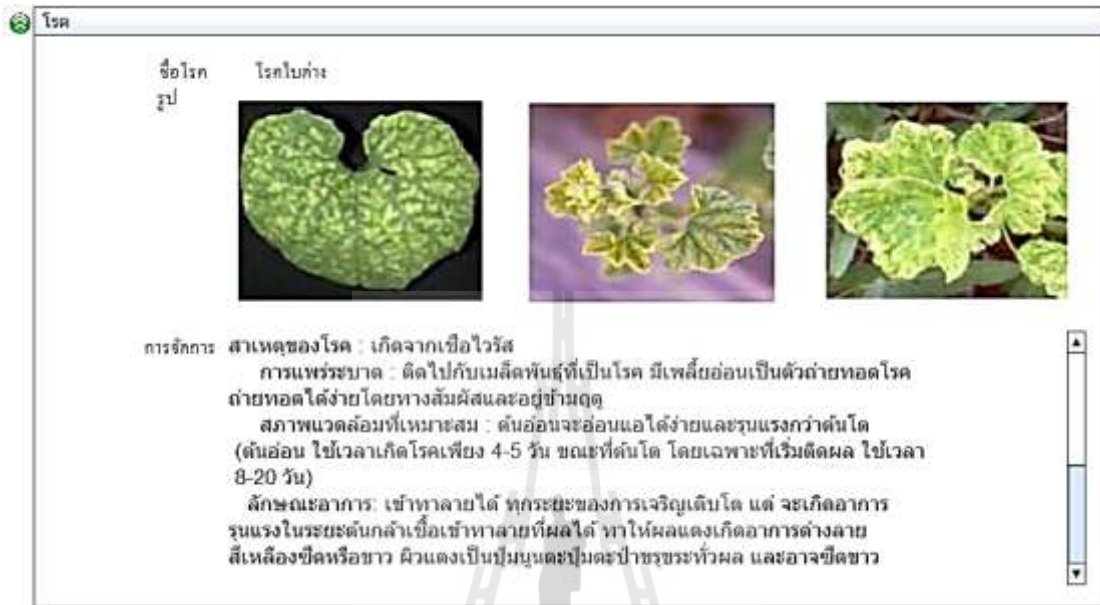 โรค
ชื่อโรค โรคใบด่าง
รูป
การจัดการ สาเหตุของโรค : เกิดจากเชื้อไวรัส
การแพร่ระบาด : ติดไปกับเมล็ดพันธุ์ที่เป็นโรค มีเพลี้ยอ่อนเป็นตัวถ่ายทอดโรค
ถ่ายทอดได้ง่ายโดยทางสัมผัสและอยู่ข้ามฤดู
สภาพแวดล้อมที่เหมาะสม : ต้นอ่อนจะอ่อนแอได้ง่ายและรุนแรงกว่าต้นโต
(ต้นอ่อน ใช้เวลาเกิดโรคเพียง 4-5 วัน ขณะที่ต้นโต โดยเฉพาะที่เริ่มติดผล ใช้เวลา
8-20 วัน)
ลักษณะอาการ: เข้าทาลายได้ ทุกระยะของการเจริญเติบโต แต่ จะเกิดอาการ
รุนแรงในระยะต้นกล้าเชื้อเข้าทาลายที่ผลได้ ทาให้ผลแตงเกิดอาการด่างลาย
สีเหลืองซีดหรือขาว ผิวแตงเป็นปุ่มนูนตะปุ่มตะป่าขรุขระทั่วผล และอาจซีดขาว